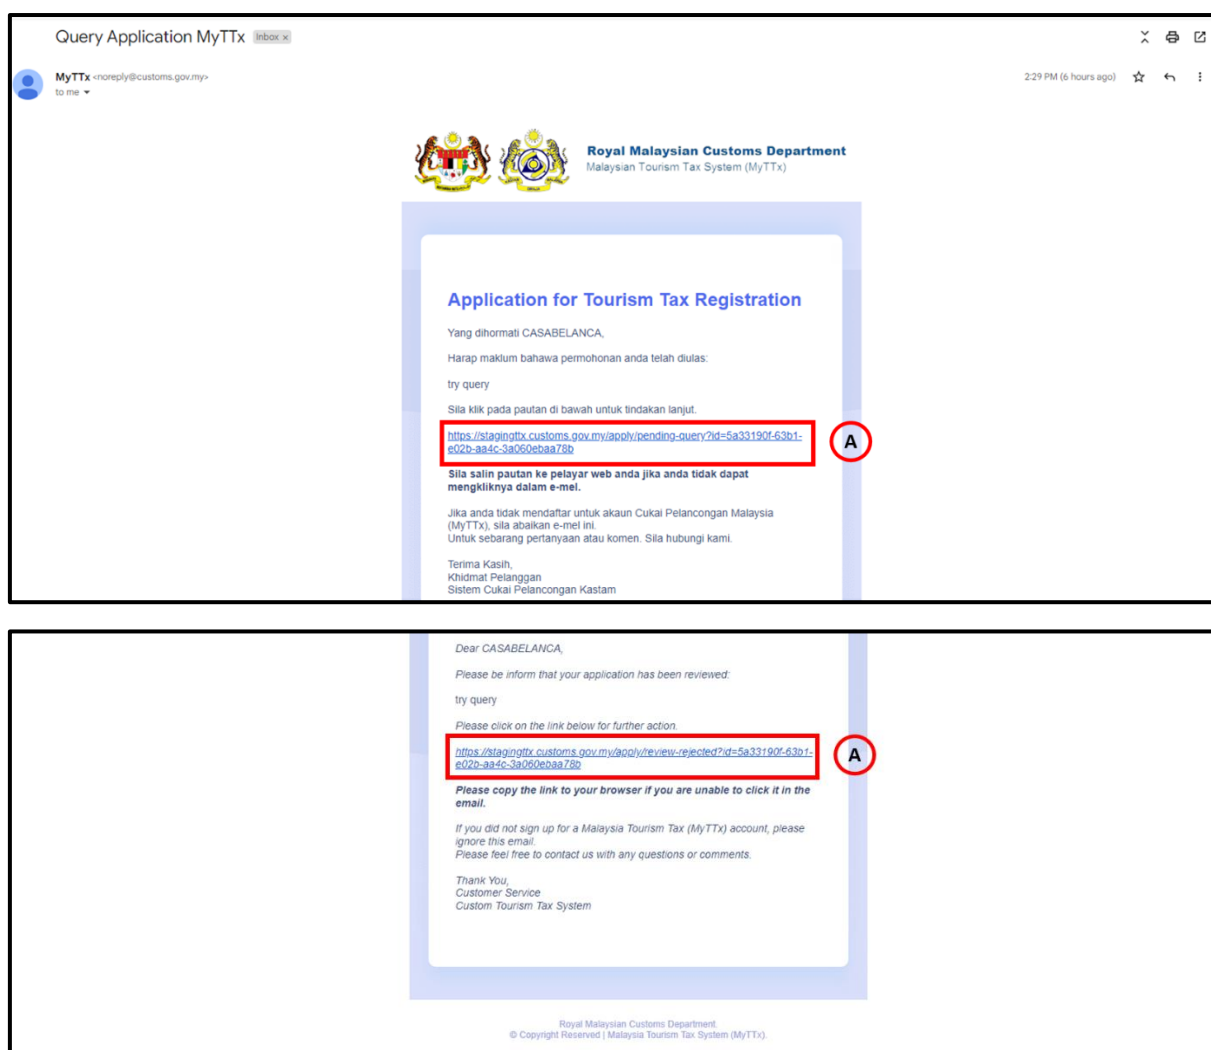 Query Application MyTTx Inbox x
MyTTx <noreply@customs.gov.my>
to me
2:29 PM (6 hours ago)
Royal Malaysian Customs Department
Malaysian Tourism Tax System (MyTTx)
Application for Tourism Tax Registration
Yang dihormati CASABELANCA,
Harap maklum bahawa permohonan anda telah diulas:
try query
Sila klik pada pautan di bawah untuk tindakan lanjut.
https://stagingttx.customs.gov.my/apply/pending-query?id=5a33190f-63b1-
e02b-aa4c-3a060ebaa78b
A
Sila salin pautan ke pelayar web anda jika anda tidak dapat
mengkliknya dalam e-mel.
Jika anda tidak mendaftar untuk akaun Cukai Pelancongan Malaysia
(MyTTx), sila abaikan e-mel ini.
Untuk sebarang pertanyaan atau komen. Sila hubungi kami.
Terima Kasih,
Khidmat Pelanggan
Sistem Cukai Pelancongan Kastam
Dear CASABELANCA,
Please be inform that your application has been reviewed:
try query
Please click on the link below for further action.
https://stagingttx.customs.gov.my/apply/review-rejected?id=5a33190f-63b1-
e02b-aa4c-3a060ebaa78b
A
Please copy the link to your browser if you are unable to click it in the
email.
If you did not sign up for a Malaysia Tourism Tax (MyTTx) account, please
ignore this email.
Please feel free to contact us with any questions or comments.
Thank You,
Customer Service
Custom Tourism Tax System
Royal Malaysian Customs Department.
© Copyright Reserved | Malaysia Tourism Tax System (MyTTx).